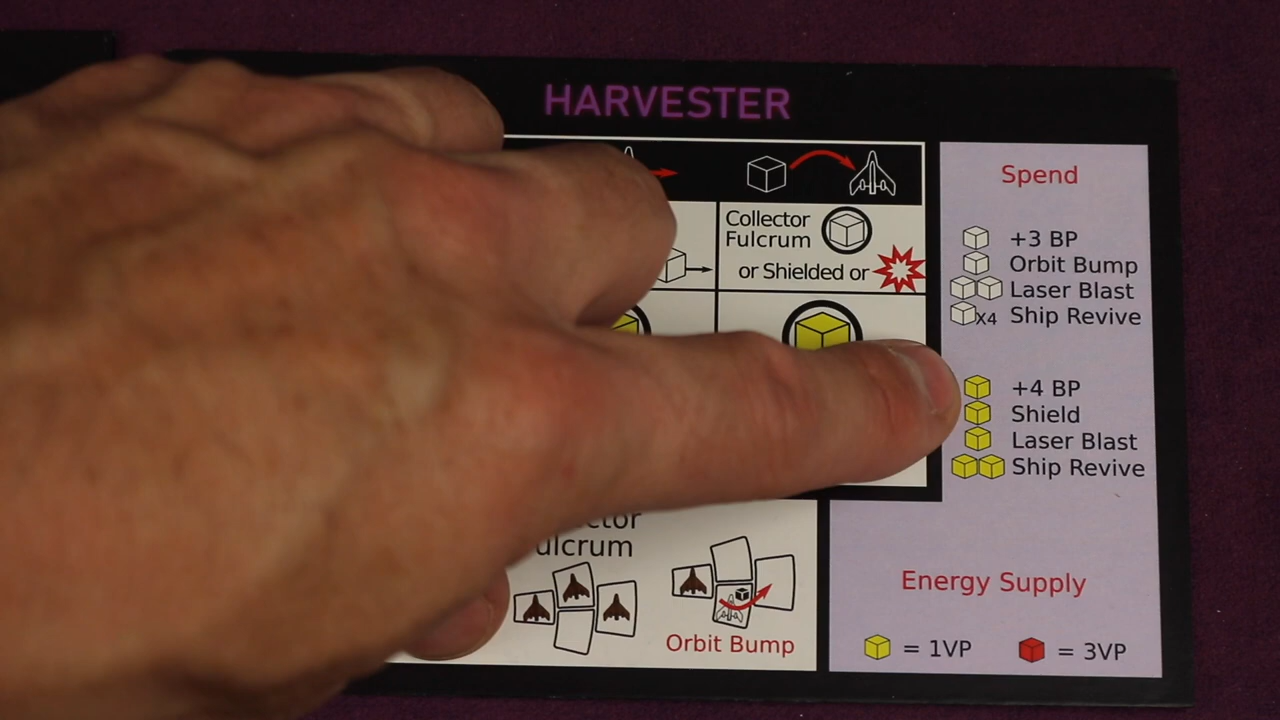 HARVESTER
Collector
Fulcrum
or Shielded or
Spend
+3 BP
Orbit Bump
Laser Blast
x4 Ship Revive
+4 BP
Shield
Laser Blast
Ship Revive
Orbit Bump
Energy Supply
= 1VP = 3VP